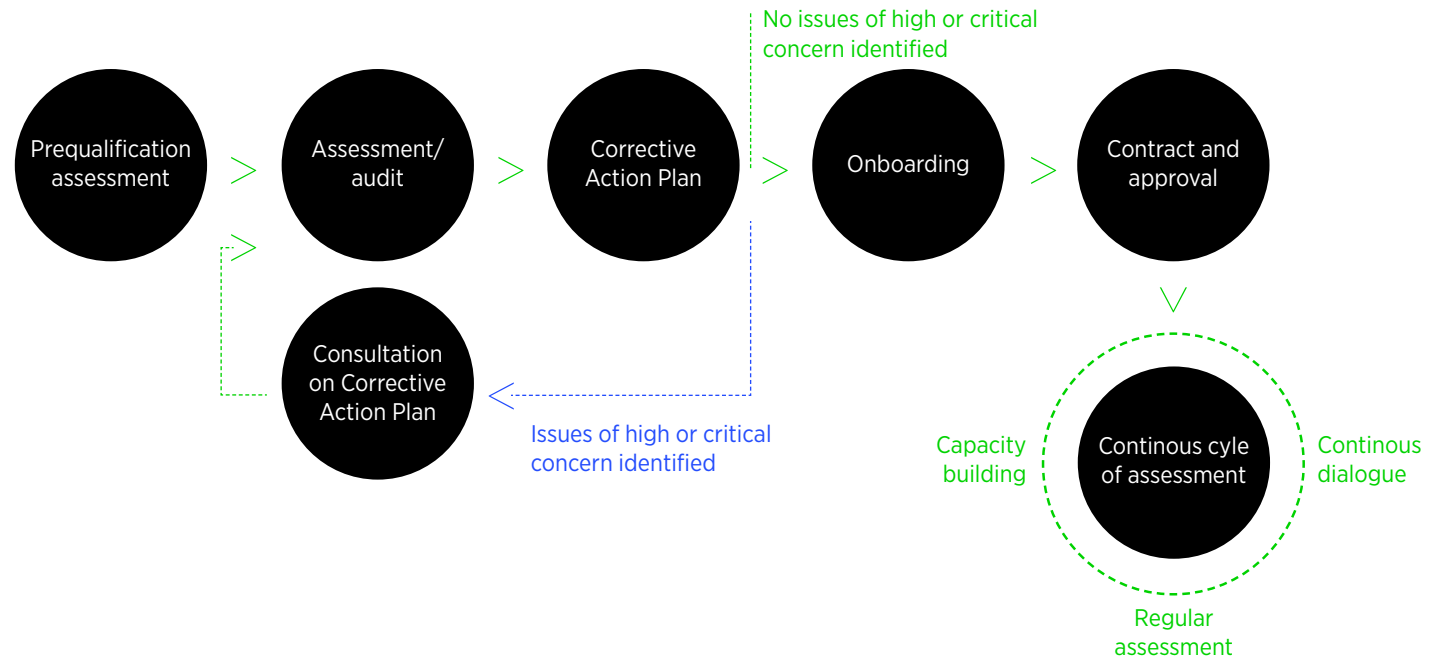 No issues of high or critical
concern identified
Prequalification
assessment
Assessment/
audit
Corrective
Action Plan
Onboarding
Contract and
approval
Consultation
on Corrective
Action Plan
Issues of high or critical
concern identified
Capacity
building
Continous cyle
of assessment
Continous
dialogue
Regular
assessment